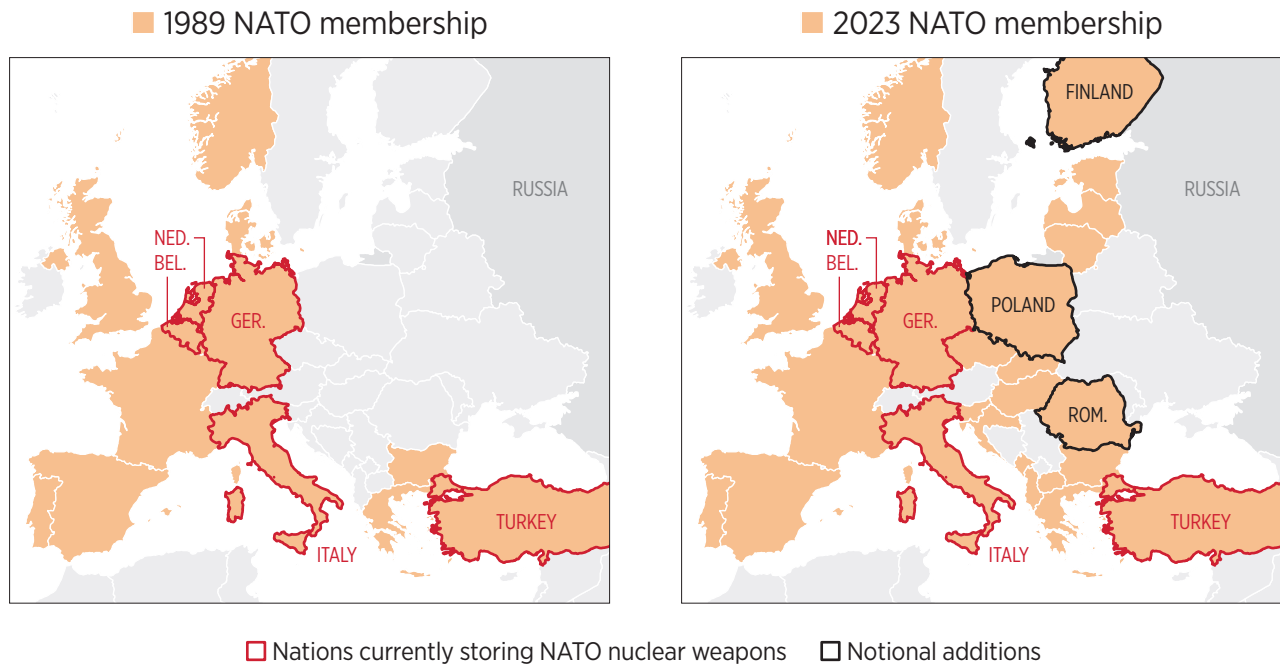 1989 NATO membership
RUSSIA
NED.
BEL.
GER.
TURKEY
ITALY
2023 NATO membership
FINLAND
RUSSIA
NED.
BEL.
GER.
POLAND
ROM.
TURKEY
ITALY
Nations currently storing NATO nuclear weapons
Notional additions